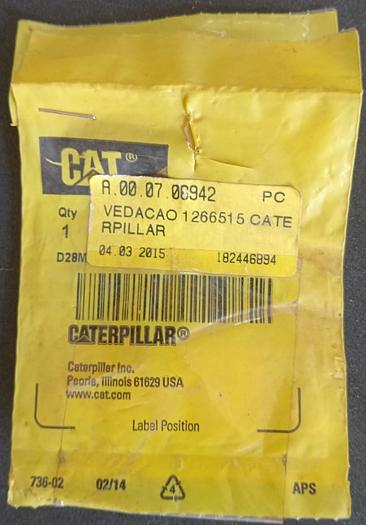 CAT®
A.00.07.00942 PC
Qty
VEDACAO 1266515 CATE
1
RPILLAR
D28M
04.03 2015 182446894
CATERPILLAR®
Caterpillar Inc.
Peoria, Illinois 61629 USA
www.cat.com
Label Position
736-02 02/14 4 APS